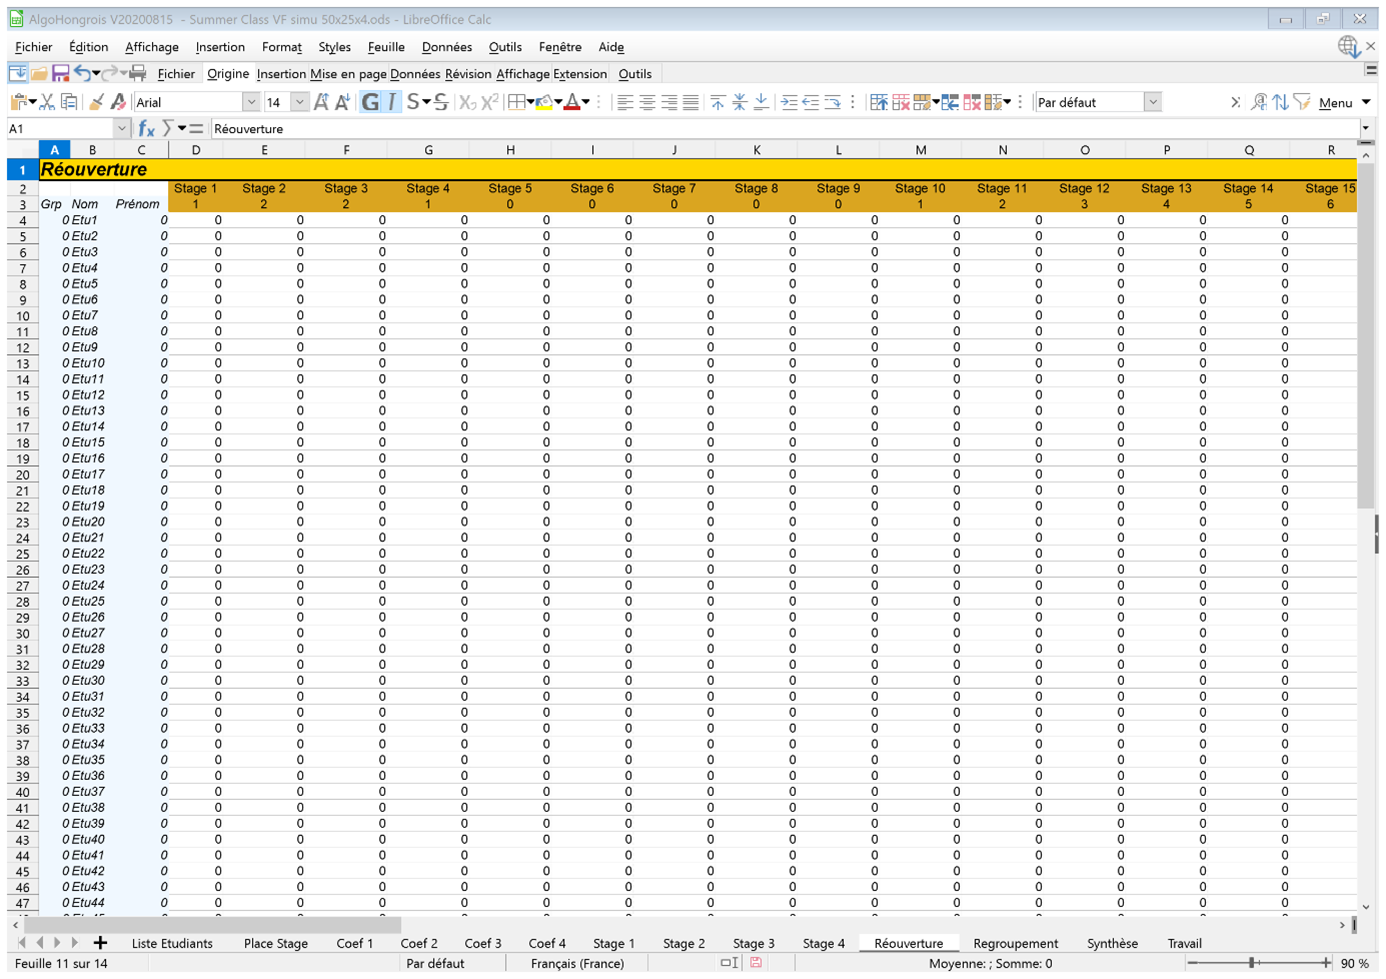 AlgoHongrois V20200815 - Summer Class VF simu 50x25x4.ods - LibreOffice Calc
Fichier Édition Affichage Insertion Format Styles Feuille Données Outils Fenêtre Aide
Fichier Origine Insertion Mise en page Données Révision Affichage Extension Outils
Arial 14 G I S S X₂ X² A Par défaut Menu
A1 fx Réouverture
A B C D E F G H I J K L M N O P Q R
1 Réouverture
2 Stage 1 Stage 2 Stage 3 Stage 4 Stage 5 Stage 6 Stage 7 Stage 8 Stage 9 Stage 10 Stage 11 Stage 12 Stage 13 Stage 14 Stage 15
3 Grp Nom Prénom 1 2 2 1 0 0 0 0 0 1 2 3 4 5 6
4 0 Etu1 0 0 0 0 0 0 0 0 0 0 0 0 0 0 0
5 0 Etu2 0 0 0 0 0 0 0 0 0 0 0 0 0 0 0
6 0 Etu3 0 0 0 0 0 0 0 0 0 0 0 0 0 0 0
7 0 Etu4 0 0 0 0 0 0 0 0 0 0 0 0 0 0 0
8 0 Etu5 0 0 0 0 0 0 0 0 0 0 0 0 0 0 0
9 0 Etu6 0 0 0 0 0 0 0 0 0 0 0 0 0 0 0
10 0 Etu7 0 0 0 0 0 0 0 0 0 0 0 0 0 0 0
11 0 Etu8 0 0 0 0 0 0 0 0 0 0 0 0 0 0 0
12 0 Etu9 0 0 0 0 0 0 0 0 0 0 0 0 0 0 0
13 0 Etu10 0 0 0 0 0 0 0 0 0 0 0 0 0 0 0
14 0 Etu11 0 0 0 0 0 0 0 0 0 0 0 0 0 0 0
15 0 Etu12 0 0 0 0 0 0 0 0 0 0 0 0 0 0 0
16 0 Etu13 0 0 0 0 0 0 0 0 0 0 0 0 0 0 0
17 0 Etu14 0 0 0 0 0 0 0 0 0 0 0 0 0 0 0
18 0 Etu15 0 0 0 0 0 0 0 0 0 0 0 0 0 0 0
19 0 Etu16 0 0 0 0 0 0 0 0 0 0 0 0 0 0 0
20 0 Etu17 0 0 0 0 0 0 0 0 0 0 0 0 0 0 0
21 0 Etu18 0 0 0 0 0 0 0 0 0 0 0 0 0 0 0
22 0 Etu19 0 0 0 0 0 0 0 0 0 0 0 0 0 0 0
23 0 Etu20 0 0 0 0 0 0 0 0 0 0 0 0 0 0 0
24 0 Etu21 0 0 0 0 0 0 0 0 0 0 0 0 0 0 0
25 0 Etu22 0 0 0 0 0 0 0 0 0 0 0 0 0 0 0
26 0 Etu23 0 0 0 0 0 0 0 0 0 0 0 0 0 0 0
27 0 Etu24 0 0 0 0 0 0 0 0 0 0 0 0 0 0 0
28 0 Etu25 0 0 0 0 0 0 0 0 0 0 0 0 0 0 0
29 0 Etu26 0 0 0 0 0 0 0 0 0 0 0 0 0 0 0
30 0 Etu27 0 0 0 0 0 0 0 0 0 0 0 0 0 0 0
31 0 Etu28 0 0 0 0 0 0 0 0 0 0 0 0 0 0 0
32 0 Etu29 0 0 0 0 0 0 0 0 0 0 0 0 0 0 0
33 0 Etu30 0 0 0 0 0 0 0 0 0 0 0 0 0 0 0
34 0 Etu31 0 0 0 0 0 0 0 0 0 0 0 0 0 0 0
35 0 Etu32 0 0 0 0 0 0 0 0 0 0 0 0 0 0 0
36 0 Etu33 0 0 0 0 0 0 0 0 0 0 0 0 0 0 0
37 0 Etu34 0 0 0 0 0 0 0 0 0 0 0 0 0 0 0
38 0 Etu35 0 0 0 0 0 0 0 0 0 0 0 0 0 0 0
39 0 Etu36 0 0 0 0 0 0 0 0 0 0 0 0 0 0 0
40 0 Etu37 0 0 0 0 0 0 0 0 0 0 0 0 0 0 0
41 0 Etu38 0 0 0 0 0 0 0 0 0 0 0 0 0 0 0
42 0 Etu39 0 0 0 0 0 0 0 0 0 0 0 0 0 0 0
43 0 Etu40 0 0 0 0 0 0 0 0 0 0 0 0 0 0 0
44 0 Etu41 0 0 0 0 0 0 0 0 0 0 0 0 0 0 0
45 0 Etu42 0 0 0 0 0 0 0 0 0 0 0 0 0 0 0
46 0 Etu43 0 0 0 0 0 0 0 0 0 0 0 0 0 0 0
47 0 Etu44 0 0 0 0 0 0 0 0 0 0 0 0 0 0 0
Liste Etudiants Place Stage Coef 1 Coef 2 Coef 3 Coef 4 Stage 1 Stage 2 Stage 3 Stage 4 Réouverture Regroupement Synthèse Travail
Feuille 11 sur 14 Par défaut Français (France) Moyenne: ; Somme: 0 90 %